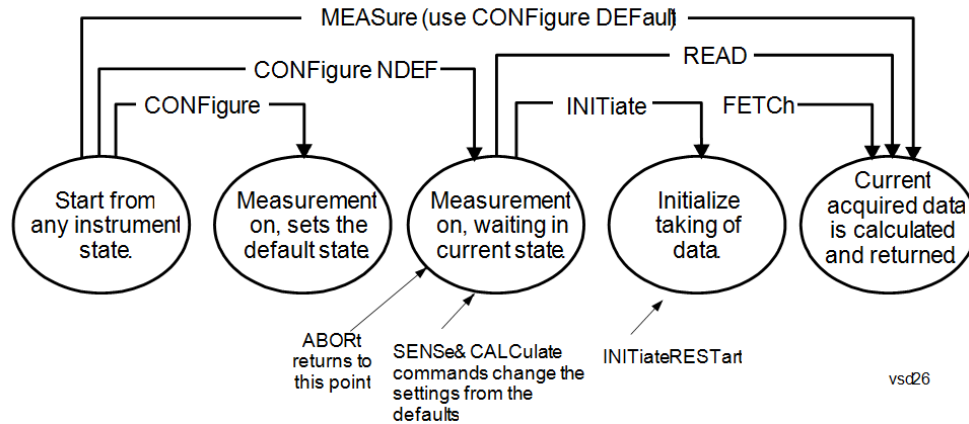 MEASure (use CONFigure DEFault)
CONFigure NDEF
READ
CONFigure
INITiate
FETCh
Start from
any instrument
state.
Measurement
on, sets the
default state.
Measurement
on, waiting in
current state.
Initialize
taking of
data.
Current
acquired data
is calculated
and returned.
ABORt
returns to
this point
SENSe& CALCulate
commands change the
settings from the
defaults
INITiateRESTart
vsd26